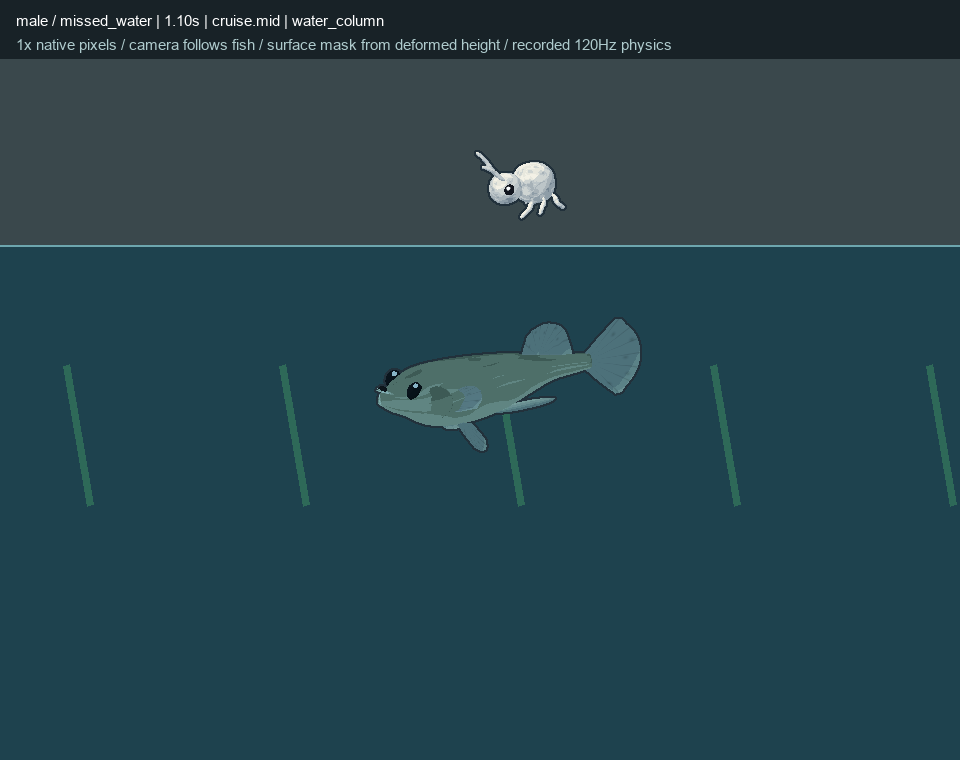 male / missed_water | 1.10s | cruise.mid | water_column
1x native pixels / camera follows fish / surface mask from deformed height / recorded 120Hz physics